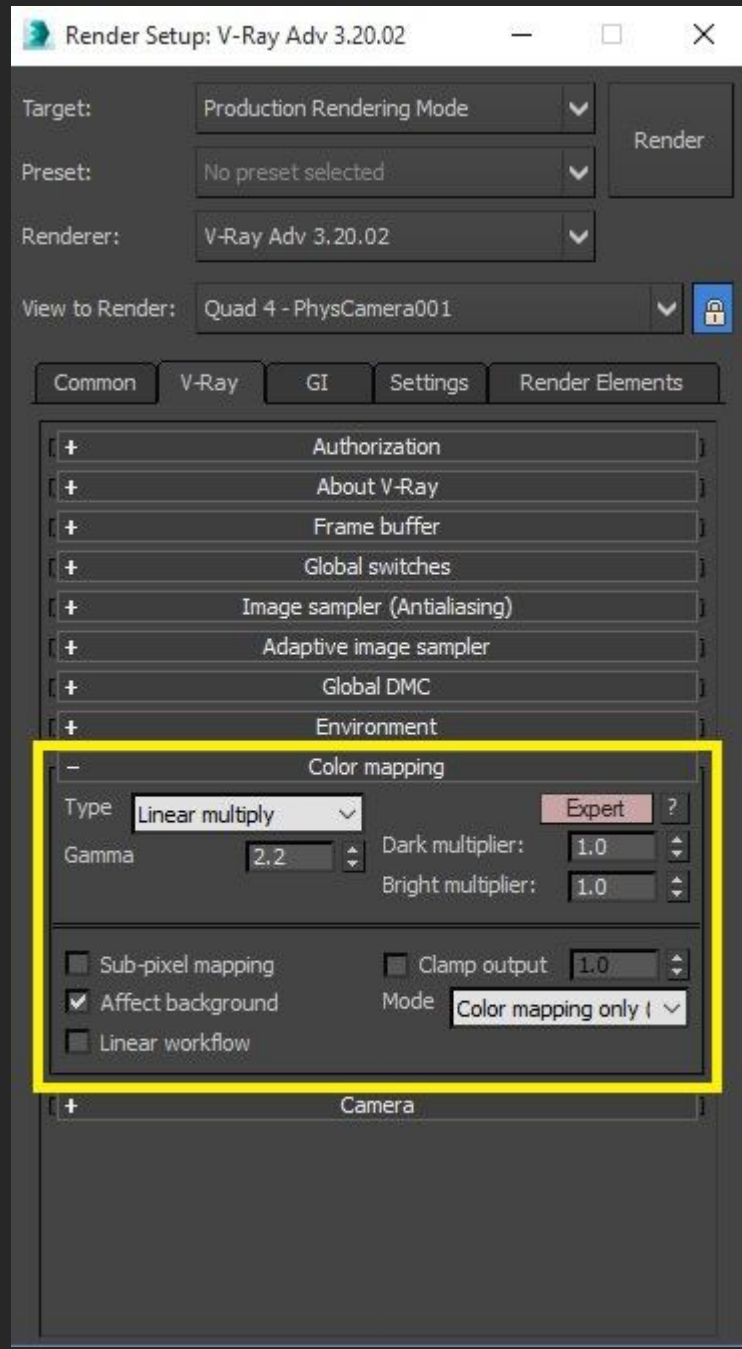 Render Setup: V-Ray Adv 3.20.02
Target: Production Rendering Mode
Render
Preset: No preset selected
Renderer: V-Ray Adv 3.20.02
View to Render: Quad 4 - PhysCamera001
Common V-Ray GI Settings Render Elements
+ Authorization
+ About V-Ray
+ Frame buffer
+ Global switches
+ Image sampler (Antialiasing)
+ Adaptive image sampler
+ Global DMC
+ Environment
- Color mapping
Type Linear multiply Expert ?
Gamma 2.2 Dark multiplier: 1.0
Bright multiplier: 1.0
Sub-pixel mapping Clamp output 1.0
Affect background Mode Color mapping only (
Linear workflow
+ Camera